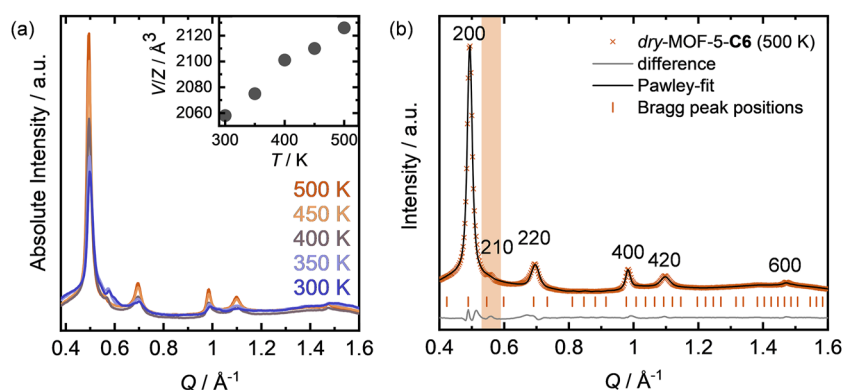 (a)
Absolute Intensity / a.u.
V/Z / Å³
2120
2100
2080
2060
300
400
500
T / K
500 K
450 K
400 K
350 K
300 K
0.4
0.6
0.8
1
1.2
1.4
1.6
Q / Å⁻¹
(b)
Intensity / a.u.
200
210
220
400
420
600
dry-MOF-5-C6 (500 K)
difference
Pawley-fit
Bragg peak positions
0.4
0.6
0.8
1
1.2
1.4
1.6
Q / Å⁻¹